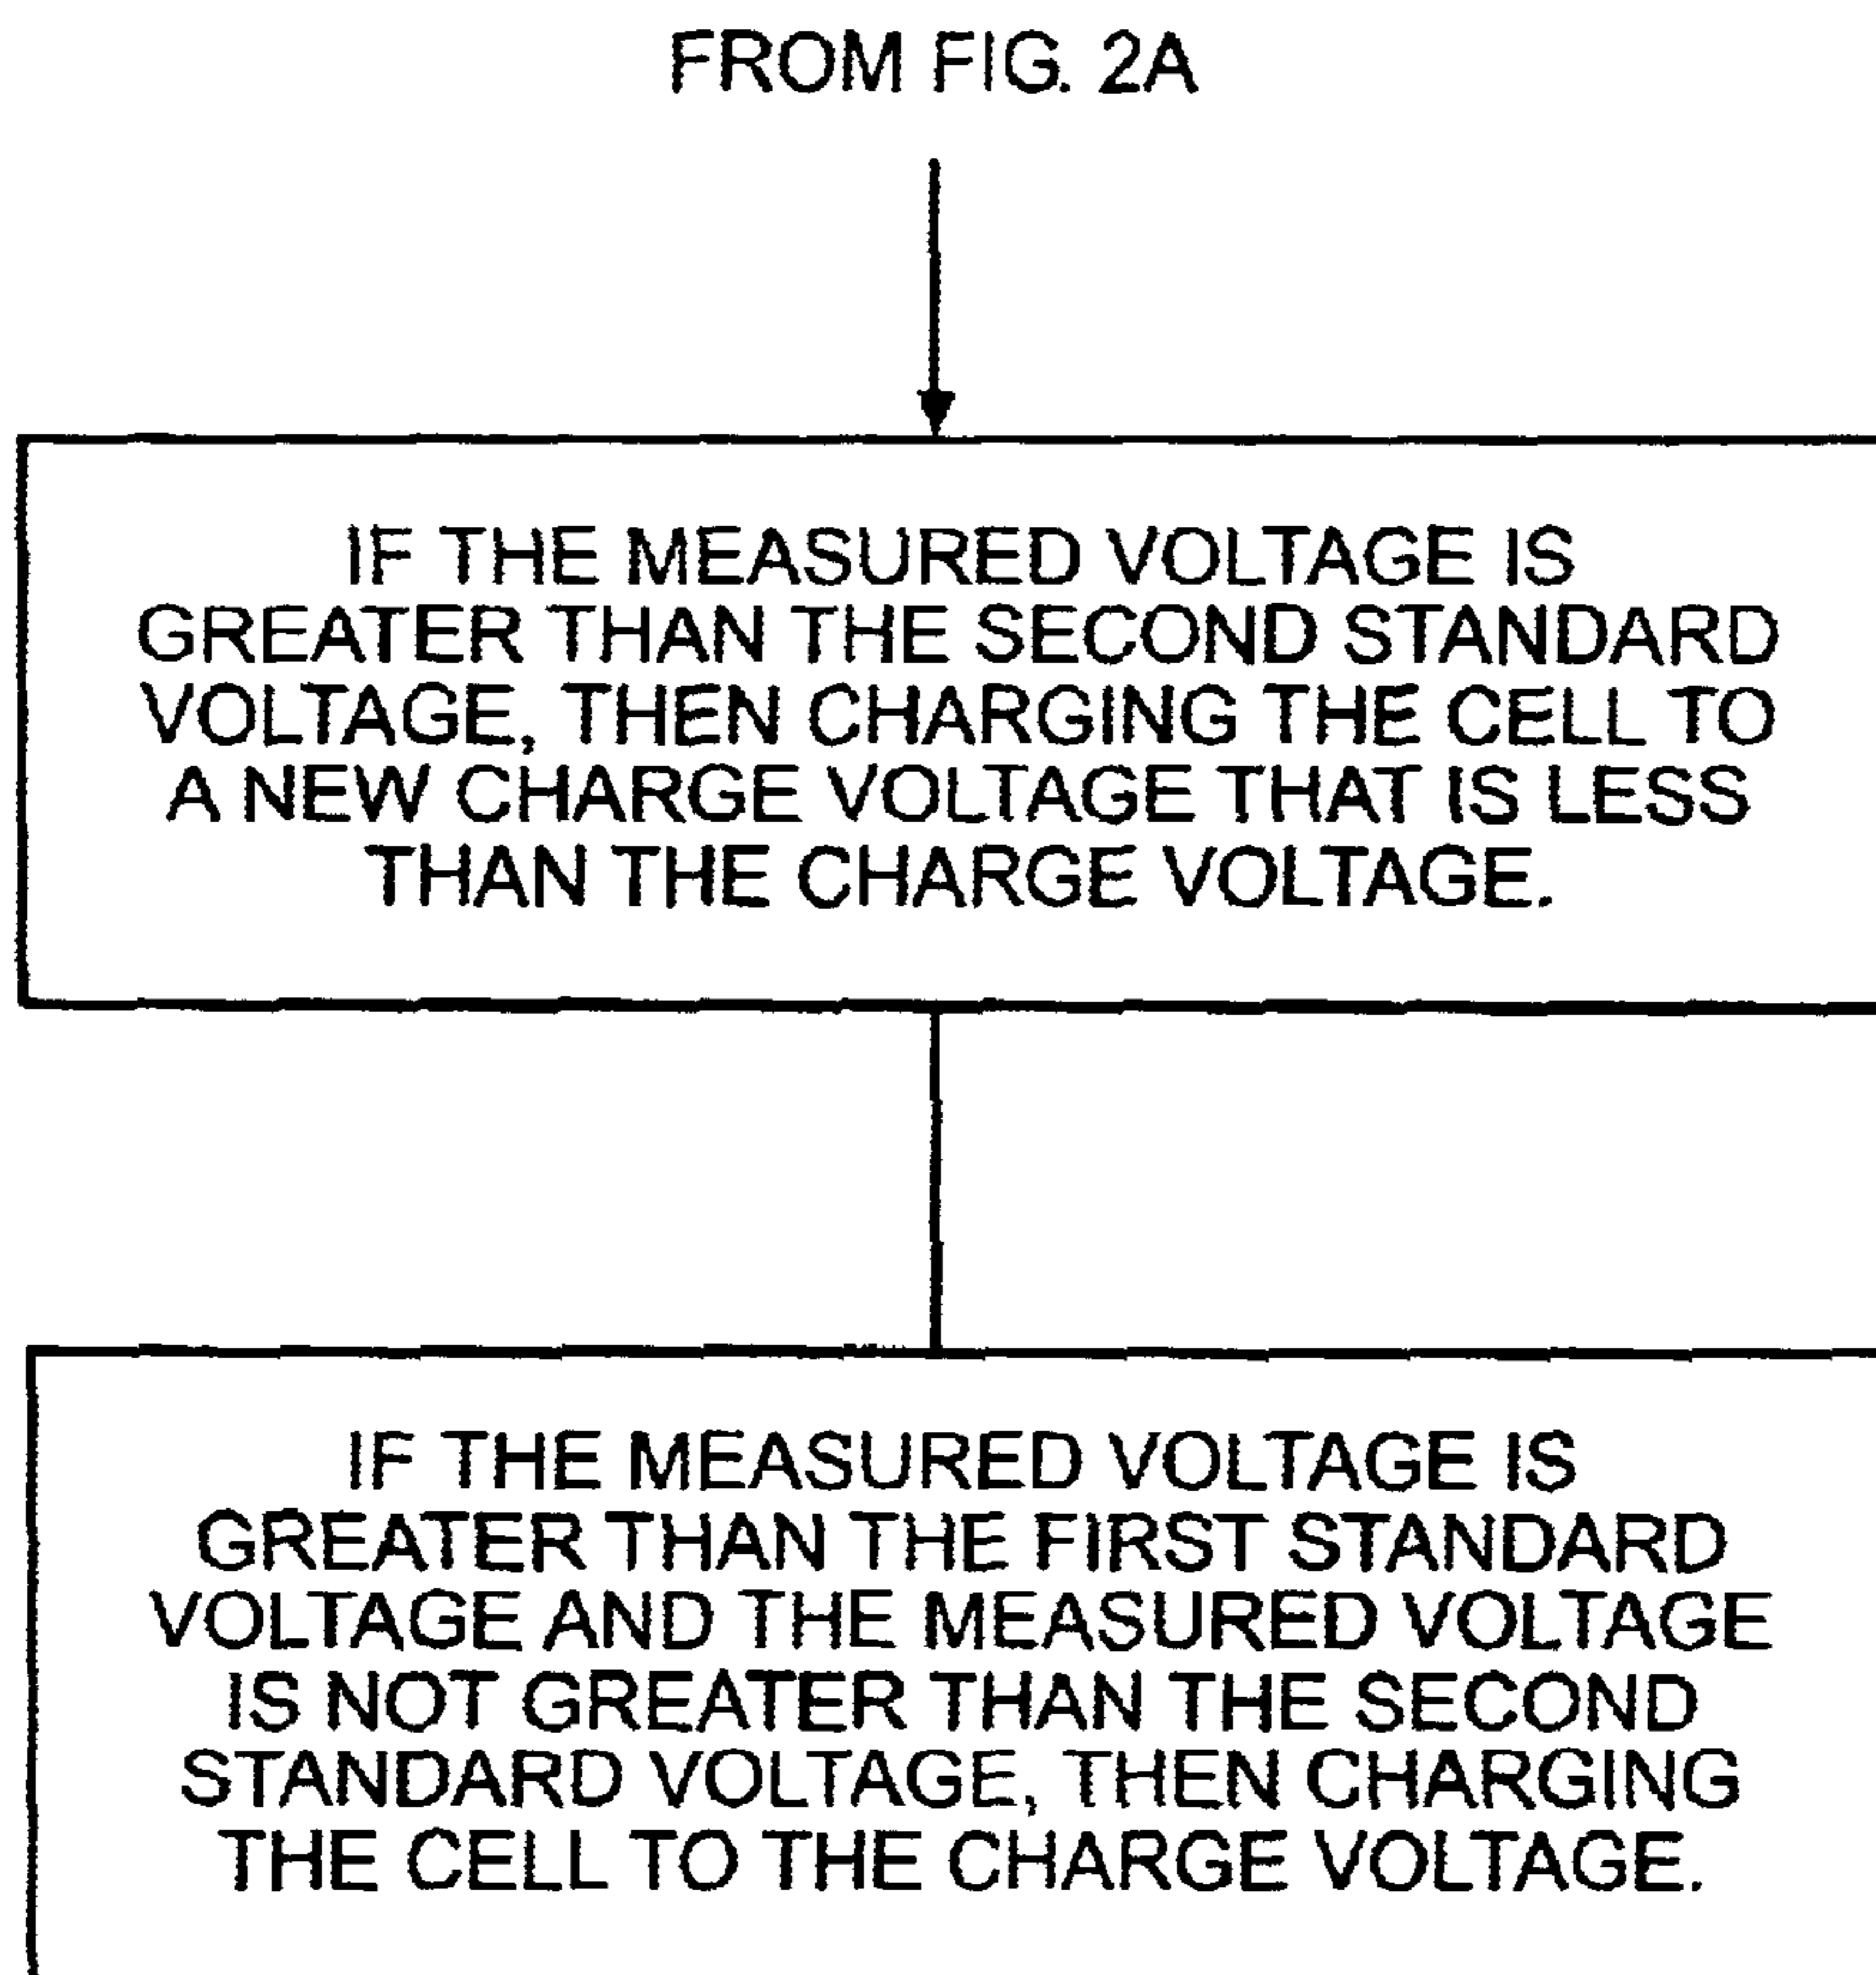 FROM FIG. 2A
IF THE MEASURED VOLTAGE IS
GREATER THAN THE SECOND STANDARD
VOLTAGE, THEN CHARGING THE CELL TO
A NEW CHARGE VOLTAGE THAT IS LESS
THAN THE CHARGE VOLTAGE.
IF THE MEASURED VOLTAGE IS
GREATER THAN THE FIRST STANDARD
VOLTAGE AND THE MEASURED VOLTAGE
IS NOT GREATER THAN THE SECOND
STANDARD VOLTAGE, THEN CHARGING
THE CELL TO THE CHARGE VOLTAGE.